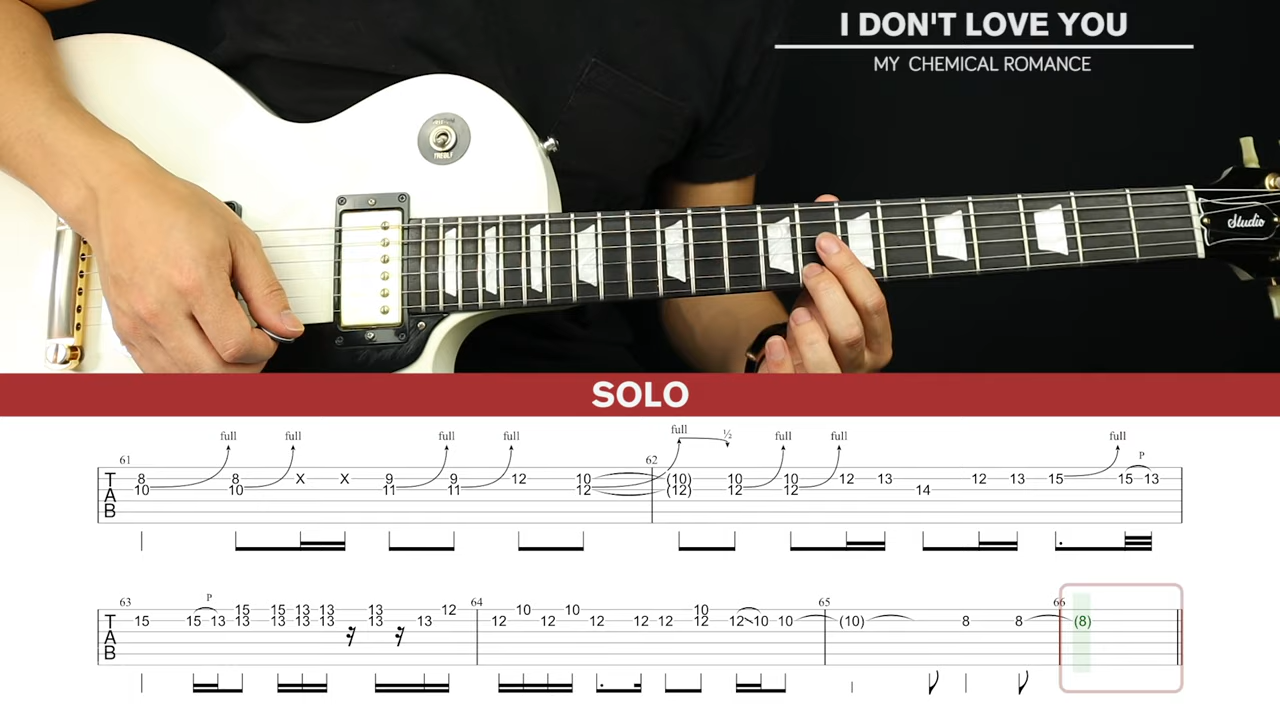 I DON'T LOVE YOU
MY CHEMICAL ROMANCE
TREBLE
Studio
SOLO
full full full full full ½ full full full
61 62
8 8 X X 9 9 12 10 (10) 10 10 12 13 12 13 15 15 13 P
10 10 11 11 12 (12) 12 12 14
T
A
B
63 P 64 65 66
15 15 13 13 13 12 10 10 10
15 15 13 13 13 13 13 13 13 12 12 12 12 12 12 12 10 10 (10) 8 8 (8)
T
A
B